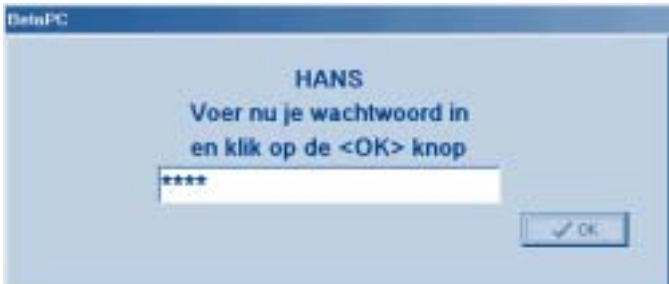 BetaPC
HANS
Voer nu je wachtwoord in
en klik op de <OK> knop
****
OK